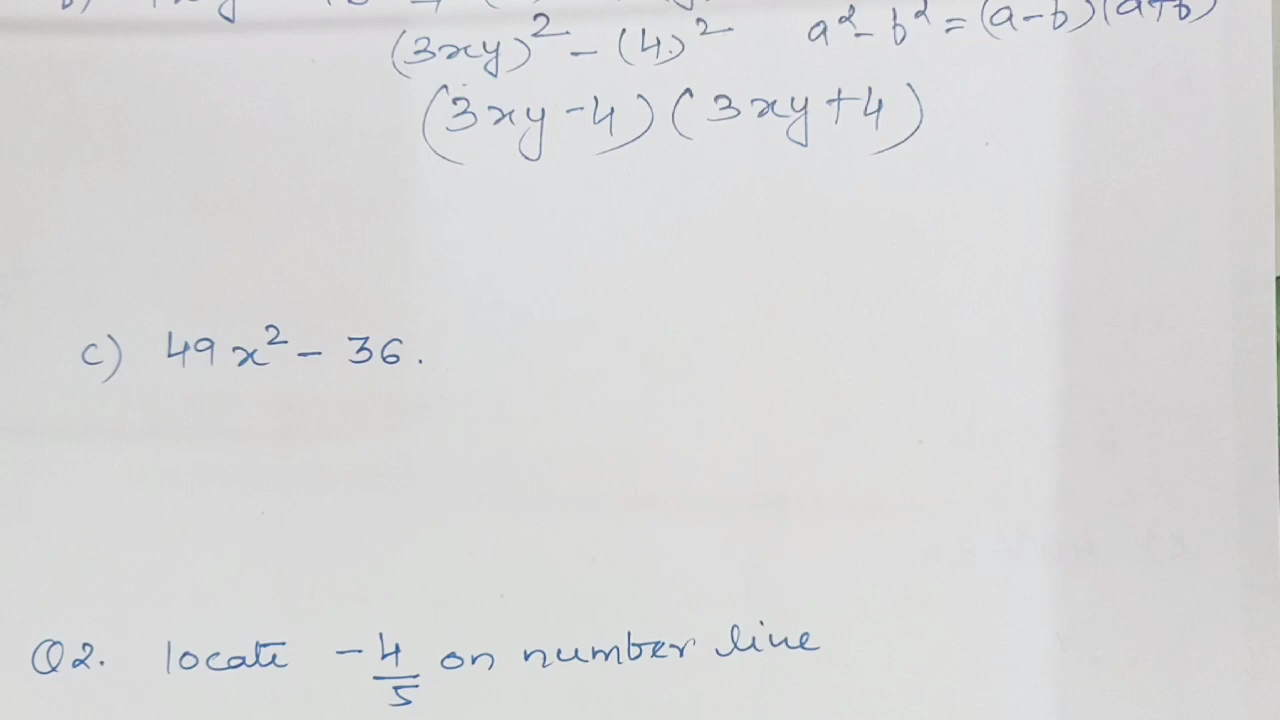 (3xy)² - (4)² a² - b² = (a-b)(a+b)
(3xy - 4)(3xy + 4)
c) 49x² - 36.
Q2. locate -4/5 on number line